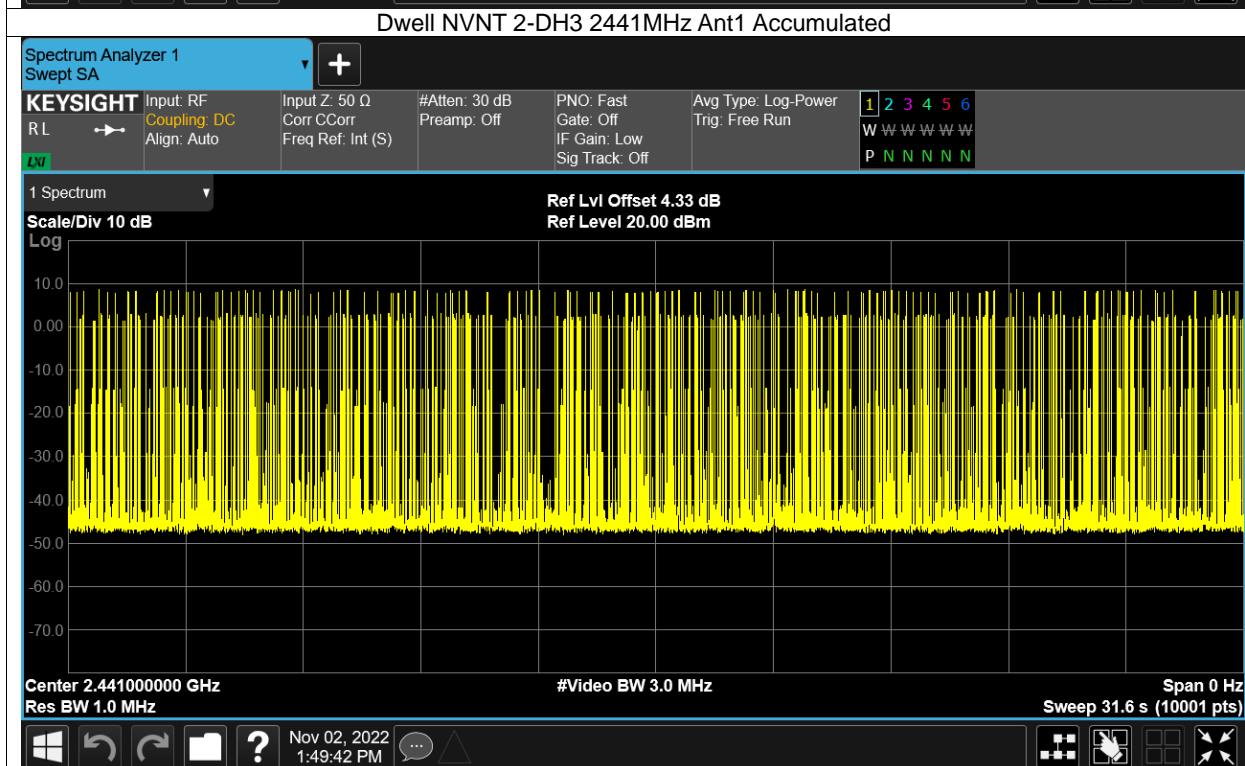 Dwell NVNT 2-DH3 2441MHz Ant1 Accumulated
Spectrum Analyzer 1
Swept SA
KEYSIGHT Input: RF Input Z: 50 Ω #Atten: 30 dB PNO: Fast Avg Type: Log-Power 1 2 3 4 5 6
R L Coupling: DC Corr CCorr Preamp: Off Gate: Off Trig: Free Run W W W W W W
Align: Auto Freq Ref: Int (S) IF Gain: Low
LXI Sig Track: Off P N N N N N
1 Spectrum
Ref Lvl Offset 4.33 dB
Scale/Div 10 dB Ref Level 20.00 dBm
Log
10.0
0.00
-10.0
-20.0
-30.0
-40.0
-50.0
-60.0
-70.0
Center 2.441000000 GHz #Video BW 3.0 MHz Span 0 Hz
Res BW 1.0 MHz Sweep 31.6 s (10001 pts)
? Nov 02, 2022
1:49:42 PM